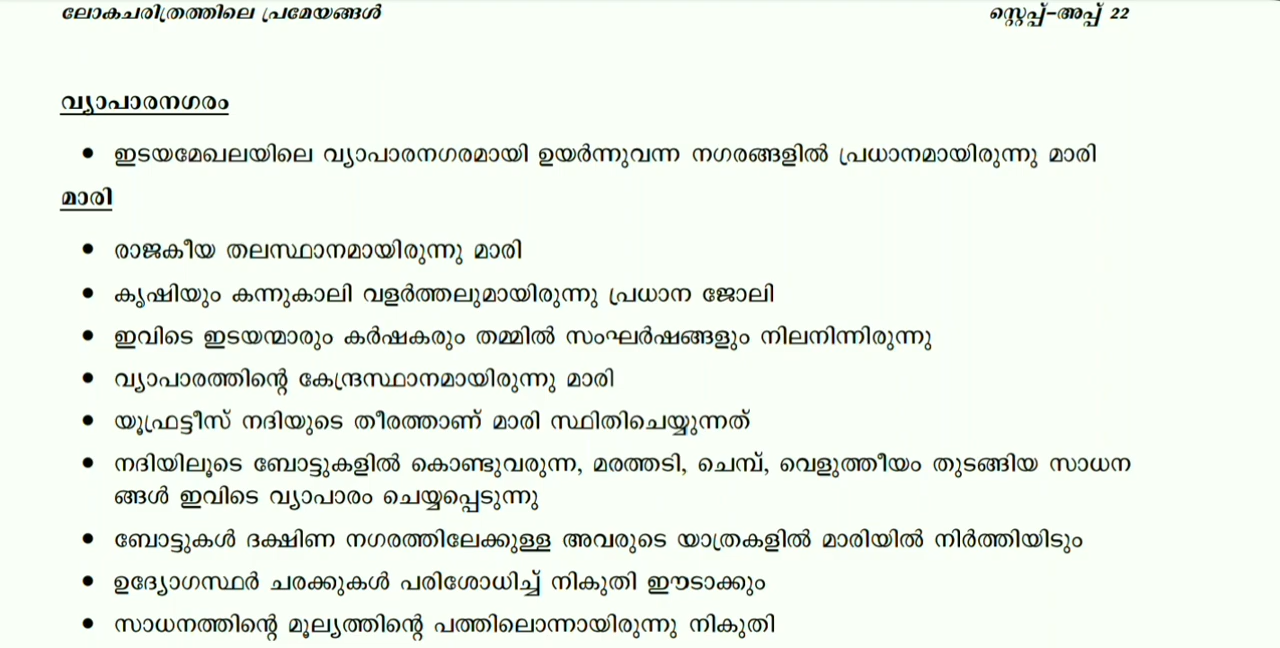 ലോകചരിത്രത്തിലെ പ്രമേയങ്ങൾ
സ്റ്റെപ്പ്-അപ്പ് 22
വ്യാപാരനഗരം
• ഇടയമേഖലയിലെ വ്യാപാരനഗരമായി ഉയർന്നുവന്ന നഗരങ്ങളിൽ പ്രധാനമായിരുന്നു മാരി
മാരി
• രാജകീയ തലസ്ഥാനമായിരുന്നു മാരി
• കൃഷിയും കന്നുകാലി വളർത്തലുമായിരുന്നു പ്രധാന ജോലി
• ഇവിടെ ഇടയന്മാരും കർഷകരും തമ്മിൽ സംഘർഷങ്ങളും നിലനിന്നിരുന്നു
• വ്യാപാരത്തിന്റെ കേന്ദ്രസ്ഥാനമായിരുന്നു മാരി
• യൂഫ്രട്ടീസ് നദിയുടെ തീരത്താണ് മാരി സ്ഥിതിചെയ്യുന്നത്
• നദിയിലൂടെ ബോട്ടുകളിൽ കൊണ്ടുവരുന്ന, മരത്തടി, ചെമ്പ്, വെളുത്തീയം തുടങ്ങിയ സാധന
ങ്ങൾ ഇവിടെ വ്യാപാരം ചെയ്യപ്പെടുന്നു
• ബോട്ടുകൾ ദക്ഷിണ നഗരത്തിലേക്കുള്ള അവരുടെ യാത്രകളിൽ മാരിയിൽ നിർത്തിയിടും
• ഉദ്യോഗസ്ഥർ ചരക്കുകൾ പരിശോധിച്ച് നികുതി ഈടാക്കും
• സാധനത്തിന്റെ മൂല്യത്തിന്റെ പത്തിലൊന്നായിരുന്നു നികുതി